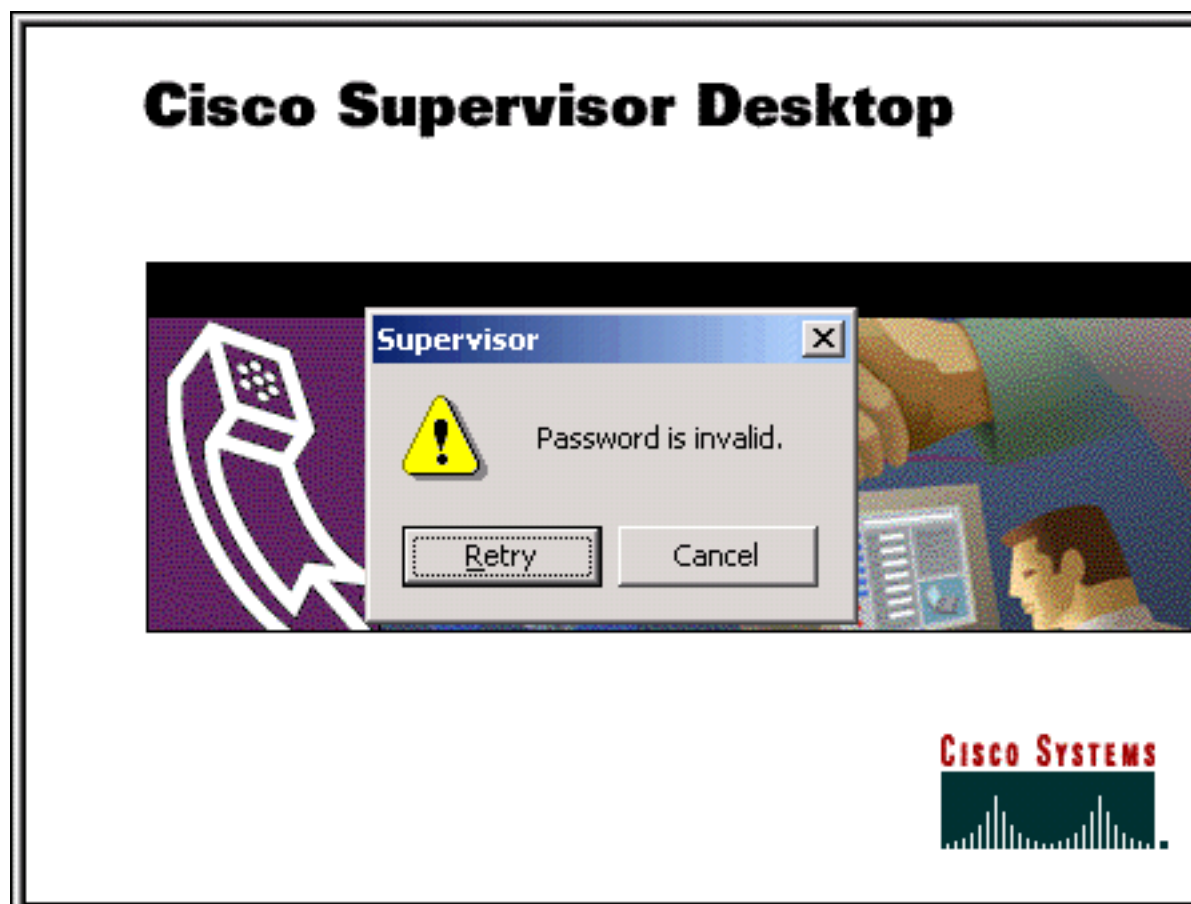 Cisco Supervisor Desktop
Supervisor
Password is invalid.
Retry
Cancel
CISCO SYSTEMS